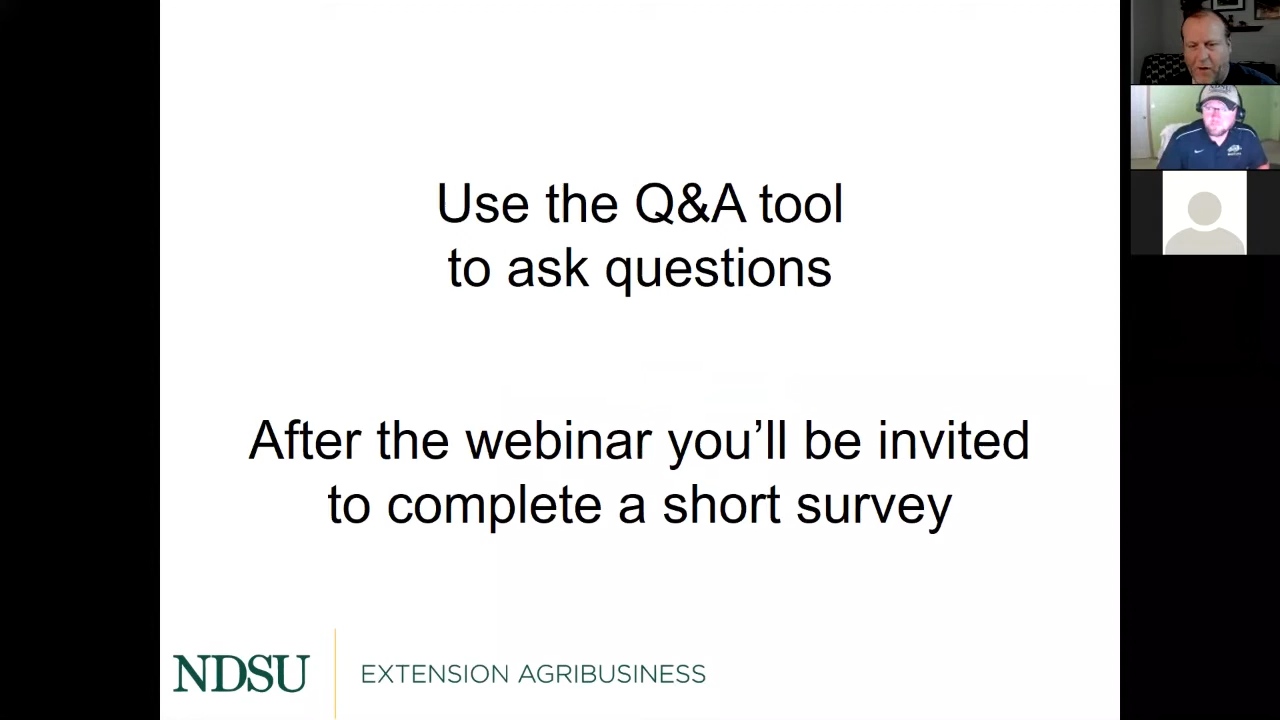 Use the Q&A tool
to ask questions
After the webinar you’ll be invited
to complete a short survey
NDSU
EXTENSION AGRIBUSINESS